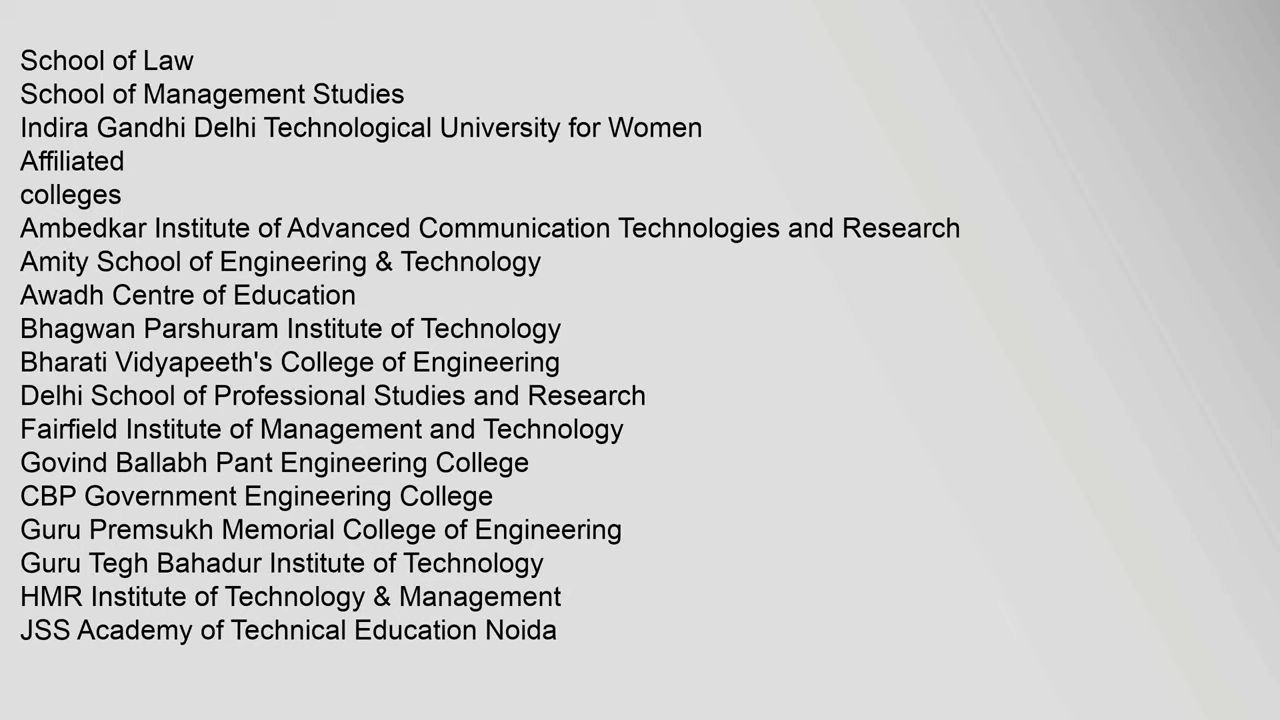 School of Law
School of Management Studies
Indira Gandhi Delhi Technological University for Women
Affiliated
colleges
Ambedkar Institute of Advanced Communication Technologies and Research
Amity School of Engineering & Technology
Awadh Centre of Education
Bhagwan Parshuram Institute of Technology
Bharati Vidyapeeth's College of Engineering
Delhi School of Professional Studies and Research
Fairfield Institute of Management and Technology
Govind Ballabh Pant Engineering College
CBP Government Engineering College
Guru Premsukh Memorial College of Engineering
Guru Tegh Bahadur Institute of Technology
HMR Institute of Technology & Management
JSS Academy of Technical Education Noida